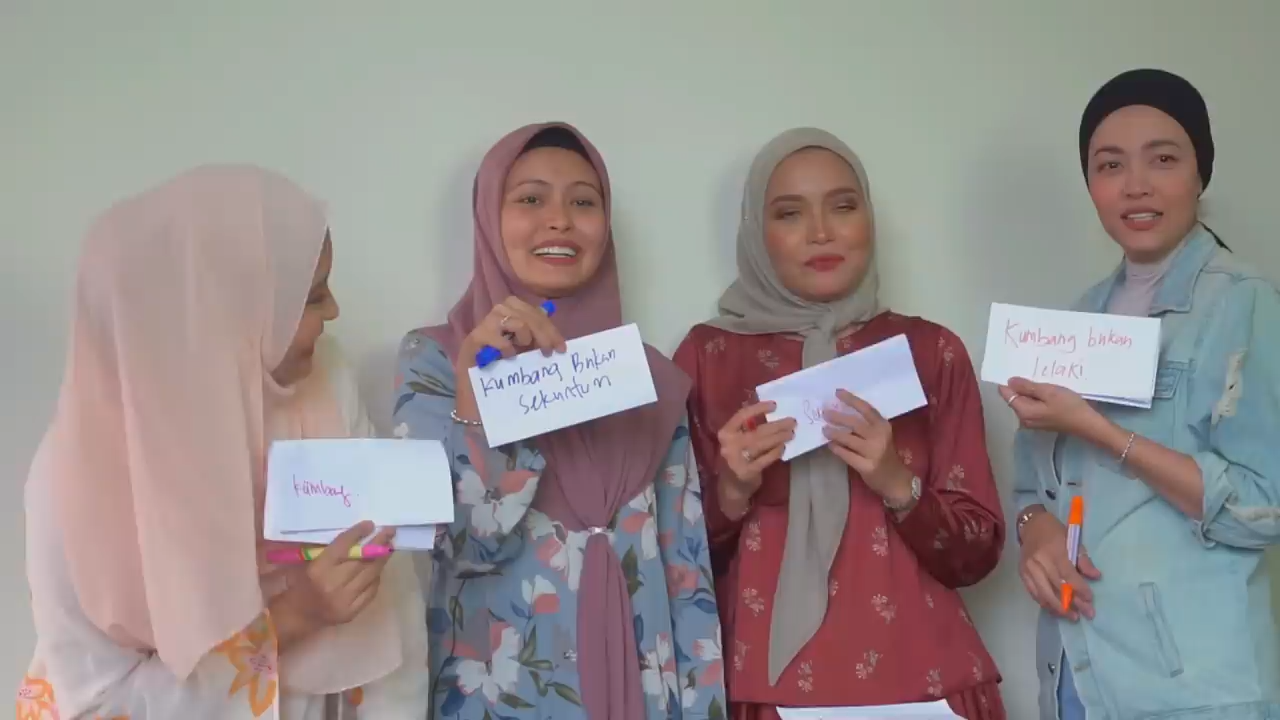 kumbang.
Kumbang Bukan
Sekuntum
Kumbang bukan
lelaki